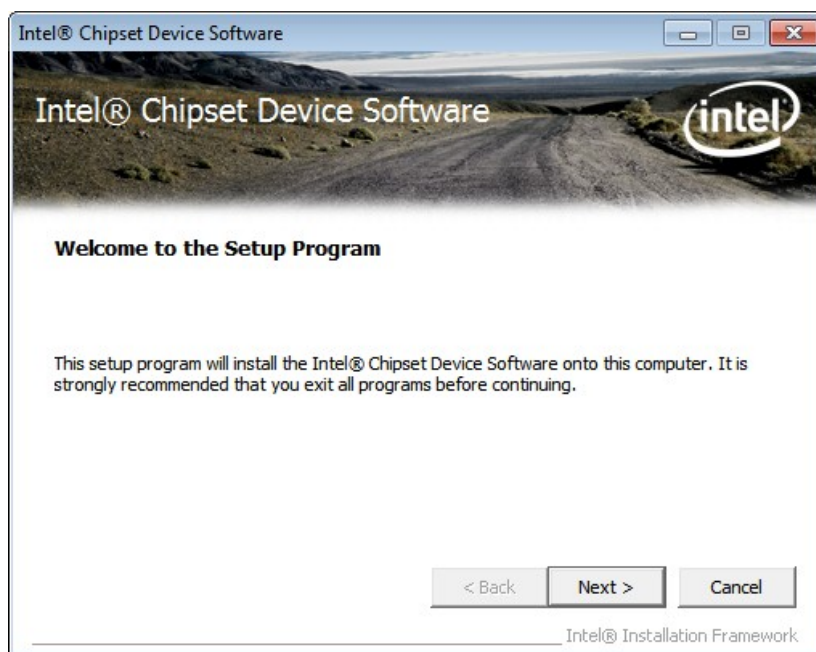 Intel® Chipset Device Software
Intel® Chipset Device Software
intel
Welcome to the Setup Program
This setup program will install the Intel® Chipset Device Software onto this computer. It is
strongly recommended that you exit all programs before continuing.
< Back Next > Cancel
Intel® Installation Framework